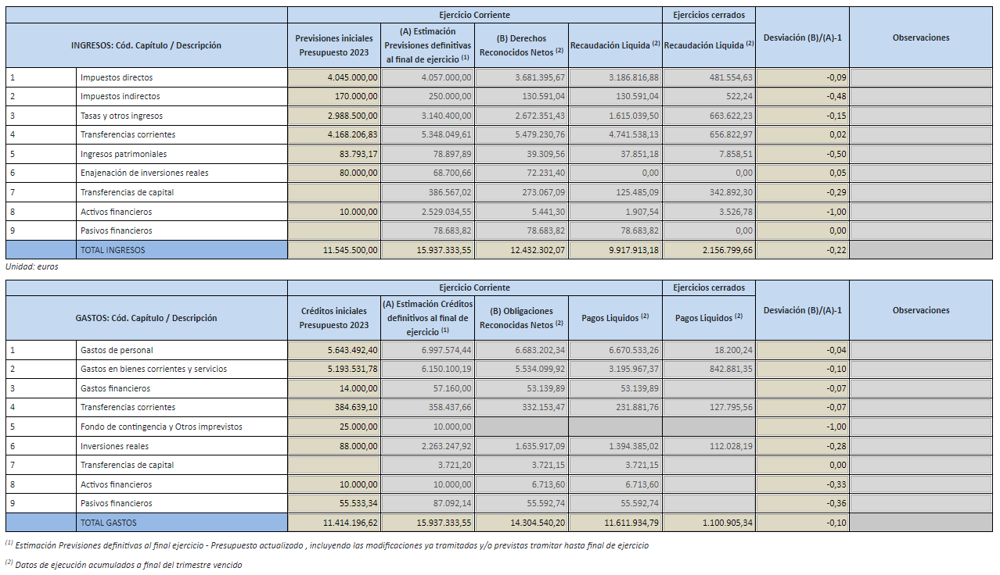 Ejercicio Corriente Ejercicios cerrados
INGRESOS: Cód. Capítulo / Descripción Previsiones iniciales Presupuesto 2023 (A) Estimación Previsiones definitivas al final de ejercicio (1) (B) Derechos Reconocidos Netos (2) Recaudación Liquida (2) Recaudación Liquida (2) Desviación (B)/(A)-1 Observaciones
1 Impuestos directos 4.045.000,00 4.057.000,00 3.681.395,67 3.186.816,88 481.554,63 -0,09
2 Impuestos indirectos 170.000,00 250.000,00 130.591,04 130.591,04 522,24 -0,48
3 Tasas y otros ingresos 2.988.500,00 3.140.400,00 2.672.351,43 1.615.039,50 663.622,23 -0,15
4 Transferencias corrientes 4.168.206,83 5.348.049,61 5.479.230,76 4.741.538,13 656.822,97 0,02
5 Ingresos patrimoniales 83.793,17 78.897,89 39.309,56 37.851,18 7.858,51 -0,50
6 Enajenación de inversiones reales 80.000,00 68.700,66 72.231,40 0,00 0,00 0,05
7 Transferencias de capital 386.567,02 273.067,09 125.485,09 342.892,30 -0,29
8 Activos financieros 10.000,00 2.529.034,55 5.441,30 1.907,54 3.526,78 -1,00
9 Pasivos financieros 78.683,82 78.683,82 78.683,82 0,00 0,00
TOTAL INGRESOS 11.545.500,00 15.937.333,55 12.432.302,07 9.917.913,18 2.156.799,66 -0,22
Unidad: euros
Ejercicio Corriente Ejercicios cerrados
GASTOS: Cód. Capítulo / Descripción Créditos iniciales Presupuesto 2023 (A) Estimación Créditos definitivos al final de ejercicio (1) (B) Obligaciones Reconocidas Netos (2) Pagos Liquidos (2) Pagos Liquidos (2) Desviación (B)/(A)-1 Observaciones
1 Gastos de personal 5.643.492,40 6.997.574,44 6.683.202,34 6.670.533,26 18.200,24 -0,04
2 Gastos en bienes corrientes y servicios 5.193.531,78 6.150.100,19 5.534.099,92 3.195.967,37 842.881,35 -0,10
3 Gastos financieros 14.000,00 57.160,00 53.139,89 53.139,89 -0,07
4 Transferencias corrientes 384.639,10 358.437,66 332.153,47 231.881,76 127.795,56 -0,07
5 Fondo de contingencia y Otros imprevistos 25.000,00 10.000,00 -1,00
6 Inversiones reales 88.000,00 2.263.247,92 1.635.917,09 1.394.385,02 112.028,19 -0,28
7 Transferencias de capital 3.721,20 3.721,15 3.721,15 0,00
8 Activos financieros 10.000,00 10.000,00 6.713,60 6.713,60 -0,33
9 Pasivos financieros 55.533,34 87.092,14 55.592,74 55.592,74 -0,36
TOTAL GASTOS 11.414.196,62 15.937.333,55 14.304.540,20 11.611.934,79 1.100.905,34 -0,10
(1) Estimación Previsiones definitivas al final ejercicio - Presupuesto actualizado , incluyendo las modificaciones ya tramitadas y/o previstas tramitar hasta final de ejercicio
(2) Datos de ejecución acumulados a final del trimestre vencido